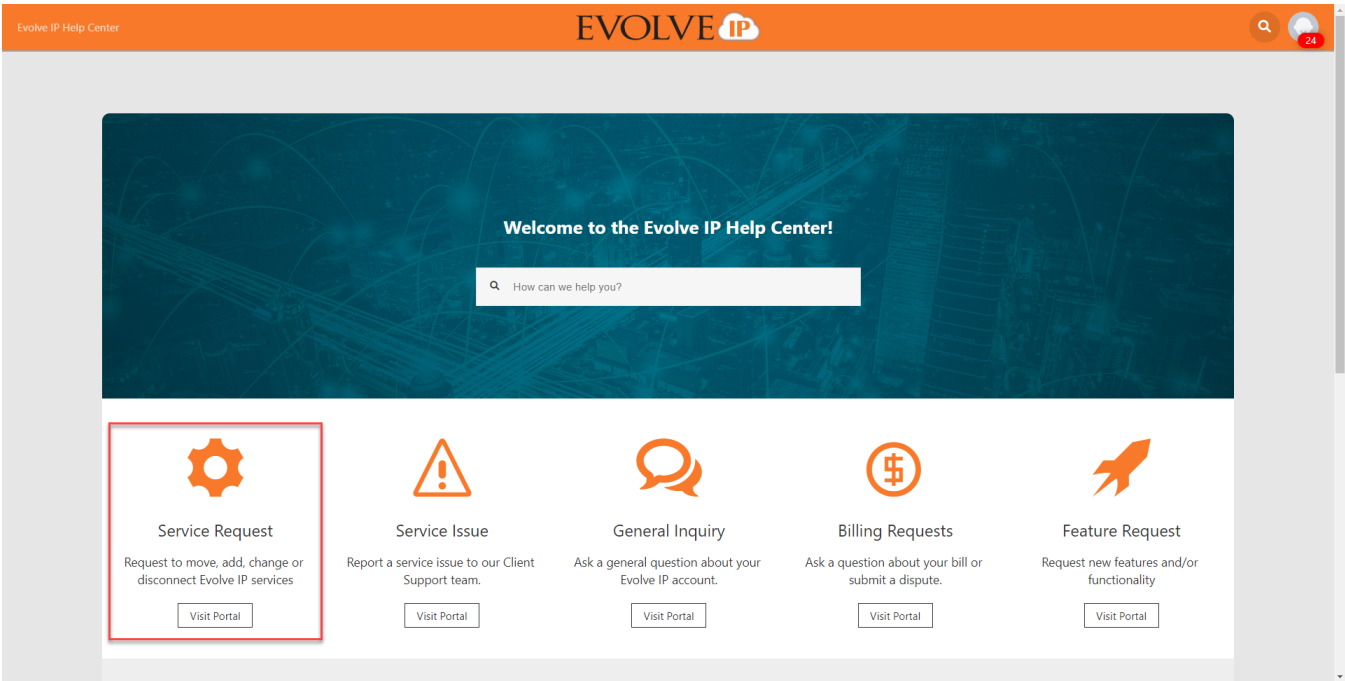 Evolve IP Help Center
EVOLVE IP
24
Welcome to the Evolve IP Help Center!
How can we help you?
Service Request
Request to move, add, change or
disconnect Evolve IP services
Visit Portal
Service Issue
Report a service issue to our Client
Support team.
Visit Portal
General Inquiry
Ask a general question about your
Evolve IP account.
Visit Portal
Billing Requests
Ask a question about your bill or
submit a dispute.
Visit Portal
Feature Request
Request new features and/or
functionality
Visit Portal